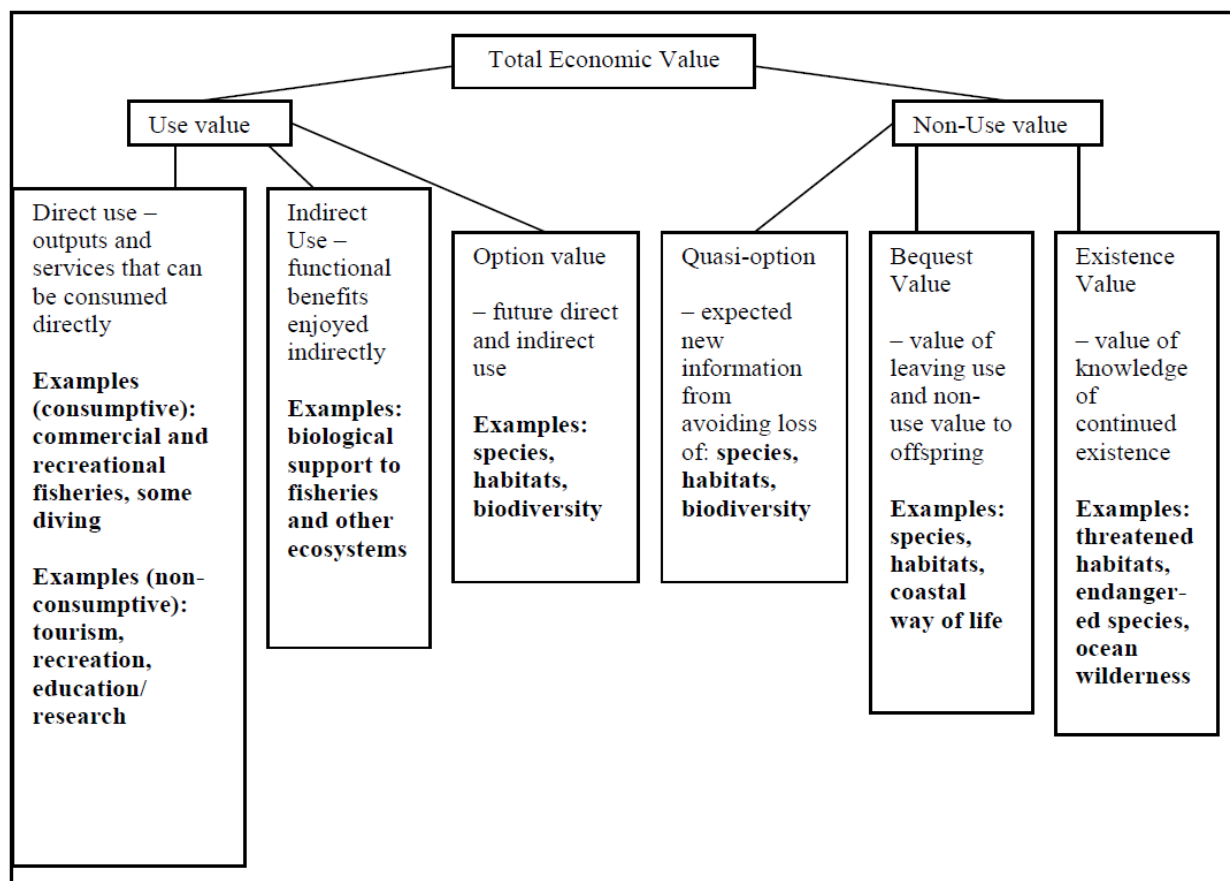 Total Economic Value
Use value
Non-Use value
Direct use –
outputs and
services that can
be consumed
directly
Examples
(consumptive):
commercial and
recreational
fisheries, some
diving
Examples (non-
consumptive):
tourism,
recreation,
education/
research
Indirect
Use –
functional
benefits
enjoyed
indirectly
Examples:
biological
support to
fisheries
and other
ecosystems
Option value
– future direct
and indirect
use
Examples:
species,
habitats,
biodiversity
Quasi-option
– expected
new
information
from
avoiding loss
of: species,
habitats,
biodiversity
Bequest
Value
– value of
leaving use
and non-
use value to
offspring
Examples:
species,
habitats,
coastal
way of life
Existence
Value
– value of
knowledge
of
continued
existence
Examples:
threatened
habitats,
endanger-
ed species,
ocean
wilderness